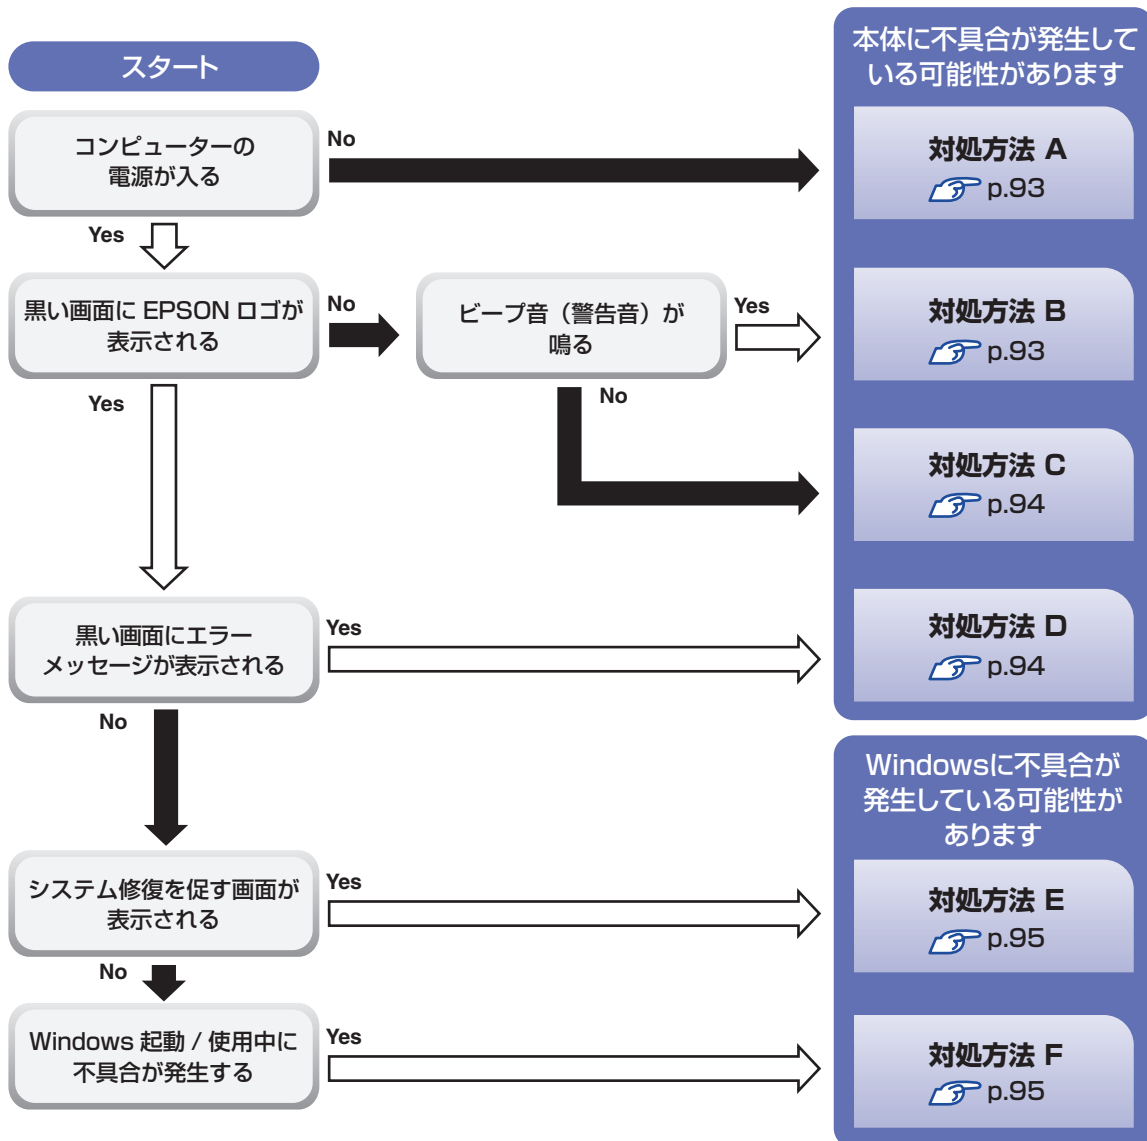 スタート
コンピューターの
電源が入る
No
Yes
黒い画面に EPSON ロゴが
表示される
No
ビープ音（警告音）が
鳴る
Yes
No
Yes
黒い画面にエラー
メッセージが表示される
Yes
No
システム修復を促す画面が
表示される
Yes
No
Windows 起動 / 使用中に
不具合が発生する
Yes
本体に不具合が発生して
いる可能性があります
対処方法 A
p.93
対処方法 B
p.93
対処方法 C
p.94
対処方法 D
p.94
Windowsに不具合が
発生している可能性が
あります
対処方法 E
p.95
対処方法 F
p.95